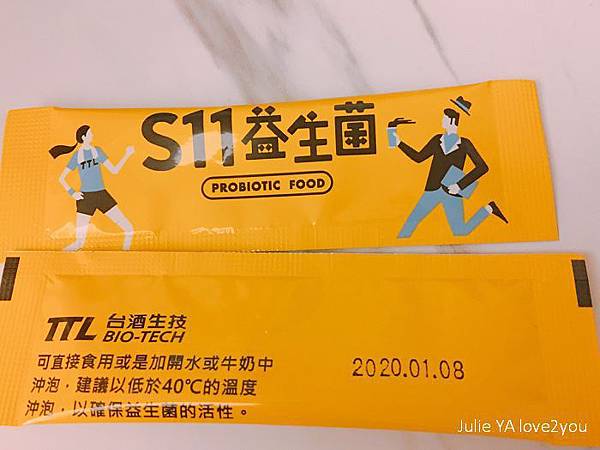 S11益生菌
PROBIOTIC FOOD
TTL
TTL 台酒生技
BIO-TECH
可直接食用或是加開水或牛奶中
沖泡，建議以低於40℃的溫度
沖泡，以確保益生菌的活性。
2020.01.08
Julie YA love2you